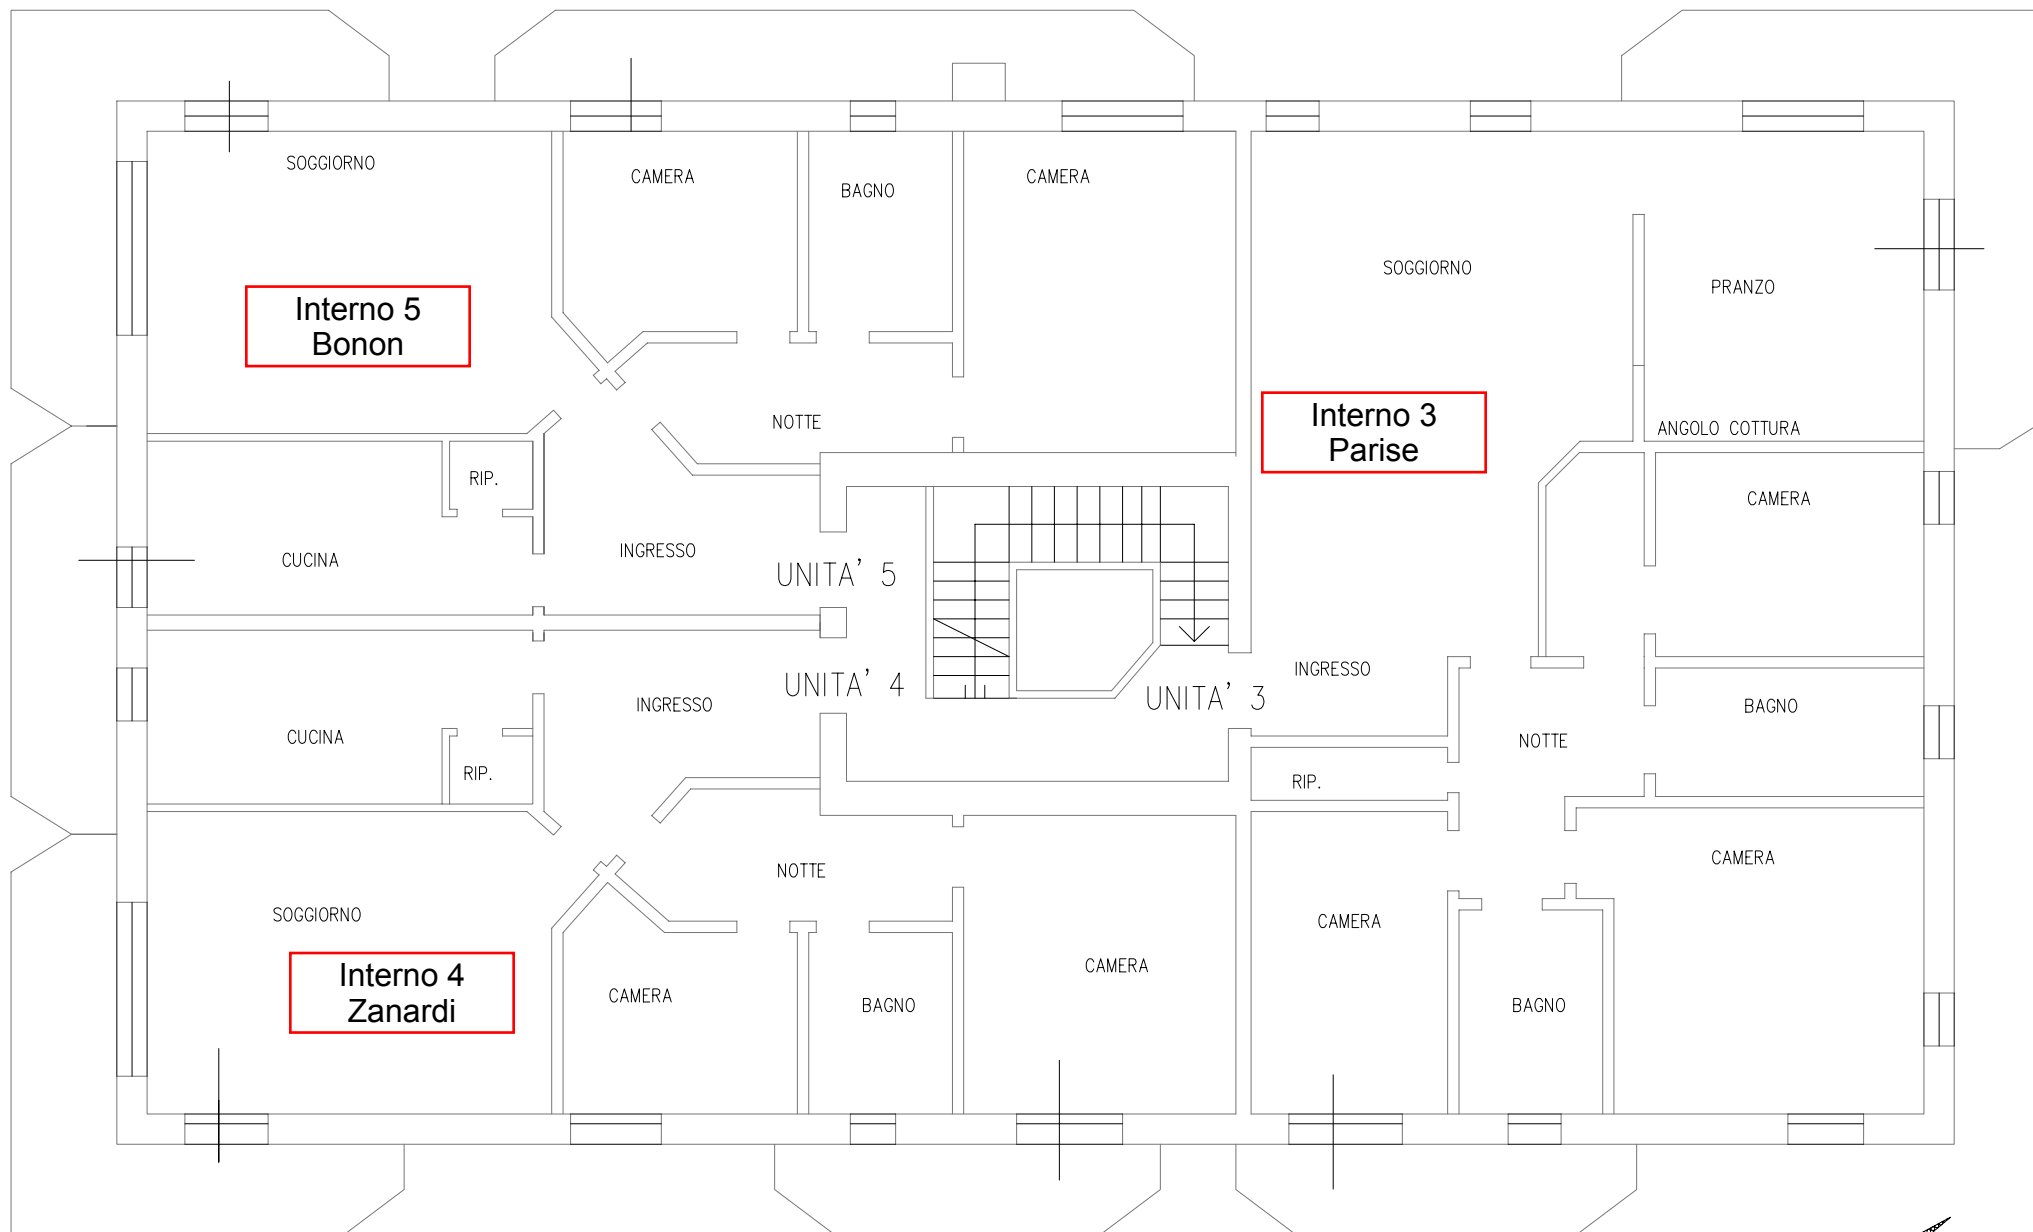 SOGGIORNO
CAMERA
BAGNO
CAMERA
SOGGIORNO
PRANZO
Interno 5
Bonon
Interno 3
Parise
NOTTE
ANGOLO COTTURA
RIP.
CAMERA
CUCINA
INGRESSO
UNITA' 5
UNITA' 4
UNITA' 3
INGRESSO
INGRESSO
BAGNO
CUCINA
NOTTE
RIP.
RIP.
NOTTE
CAMERA
SOGGIORNO
CAMERA
Interno 4
Zanardi
CAMERA
CAMERA
BAGNO
BAGNO